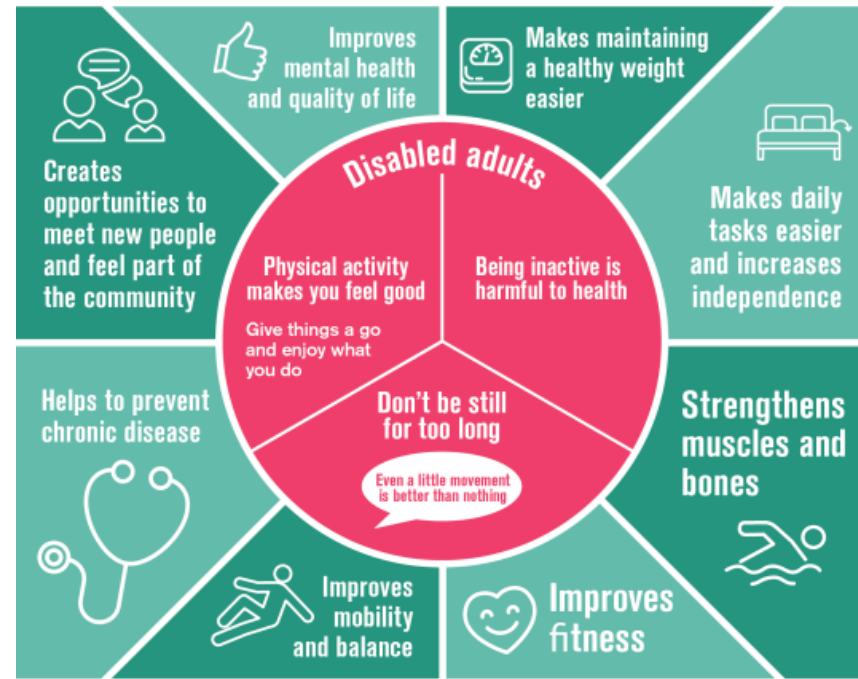 Improves
mental health
and quality of life
Makes maintaining
a healthy weight
easier
Creates
opportunities to
meet new people
and feel part of
the community
Makes daily
tasks easier
and increases
independence
Disabled adults
Physical activity
makes you feel good
Give things a go
and enjoy what
you do
Being inactive is
harmful to health
Don't be still
for too long
Even a little movement
is better than nothing
Helps to prevent
chronic disease
Strengthens
muscles and
bones
Improves
mobility
and balance
Improves
fitness